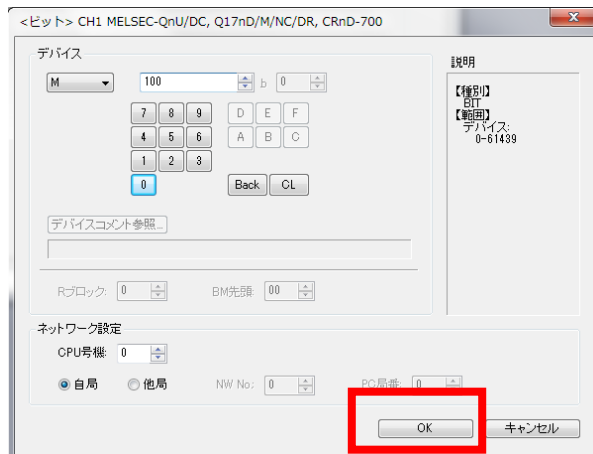 <ビット> CH1 MELSEC-QnU/DC, Q17nD/M/NC/DR, CRnD-700
デバイス
M 100 b 0
7 8 9 D E F
4 5 6 A B C
1 2 3
0 Back CL
デバイスコメント参照...
Rブロック: 0 BM先頭: 00
説明
【種別】
BIT
【範囲】
デバイス:
0-61439
ネットワーク設定
CPU号機: 0
自局 他局 NW No.: 0 PC局番: 0
OK キャンセル